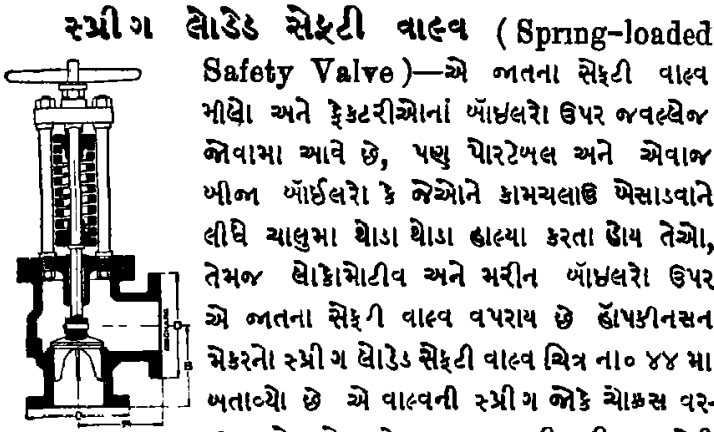 સ્પ્રીગ લોડેડ સેફ્ટી વાલ્વ (Spring-loaded
Safety Valve)—એ જાતના સેફ્ટી વાલ્વ
મીલો અને ફેક્ટરીઓનાં બૉઇલરો ઉપર જવલ્લેજ
જોવામા આવે છે, પણ પોરટેબલ અને એવાજ
બીજા બૉઈલરો કે જેઓને કામચલાઉ બેસાડવાને
લીધે ચાલુમા થોડા થોડા હાલ્યા કરતા હોય તેઓ,
તેમજ લોકોમોટીવ અને મરીન બૉઇલરો ઉપર
એ જાતના સેફ્ટી વાલ્વ વપરાય છે હૉપકીનસન
મેકરનો સ્પ્રીગ લોડેડ સેફ્ટી વાલ્વ ચિત્ર ના૦ ૪૪ મા
બતાવ્યો છે એ વાલ્વની સ્પ્રીગ જોકે ચોકસ વર-